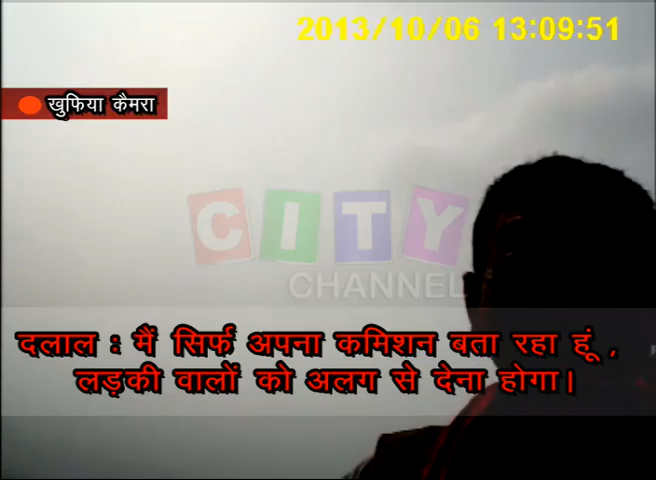 2013/10/06 13:09:51
खुफिया कैमरा
CITY
CHANNEL
दलाल : मैं सिर्फ अपना कमिशन बता रहा हूं ,
लड़की वालों को अलग से देना होगा।